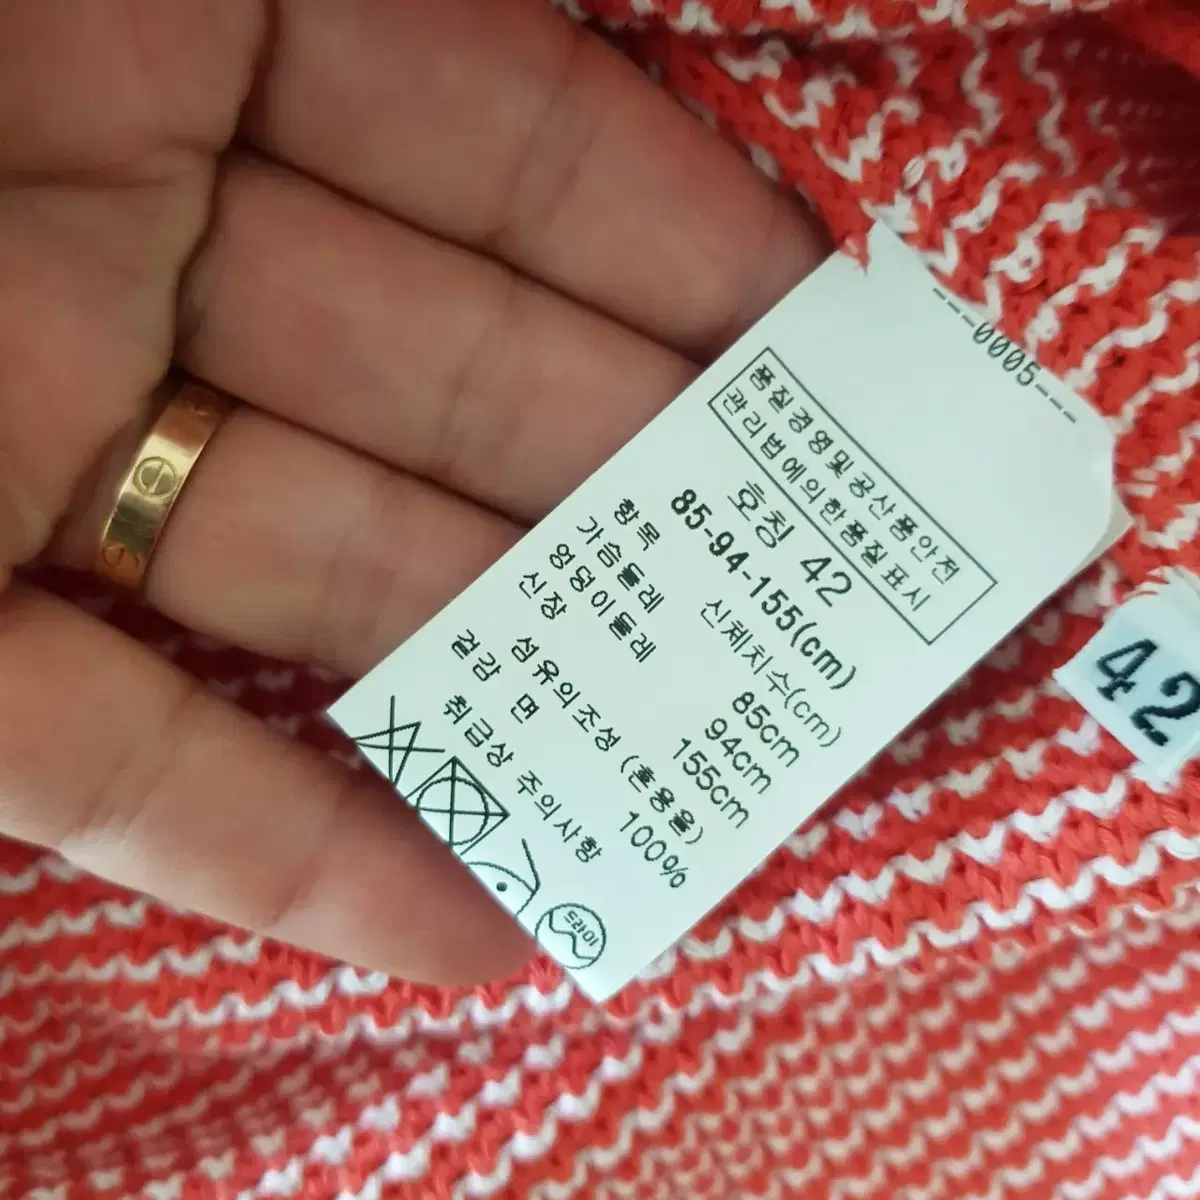 ---0005---
품질경영및공산품안전
관리법에의한품질표시
호칭 42
85-94-155(cm)
항목 신체치수(cm)
가슴둘레 85cm
엉덩이둘레 94cm
신장 155cm
섬유의조성 (혼용율)
겉감 면 100%
취급상 주의사항
드라이
42